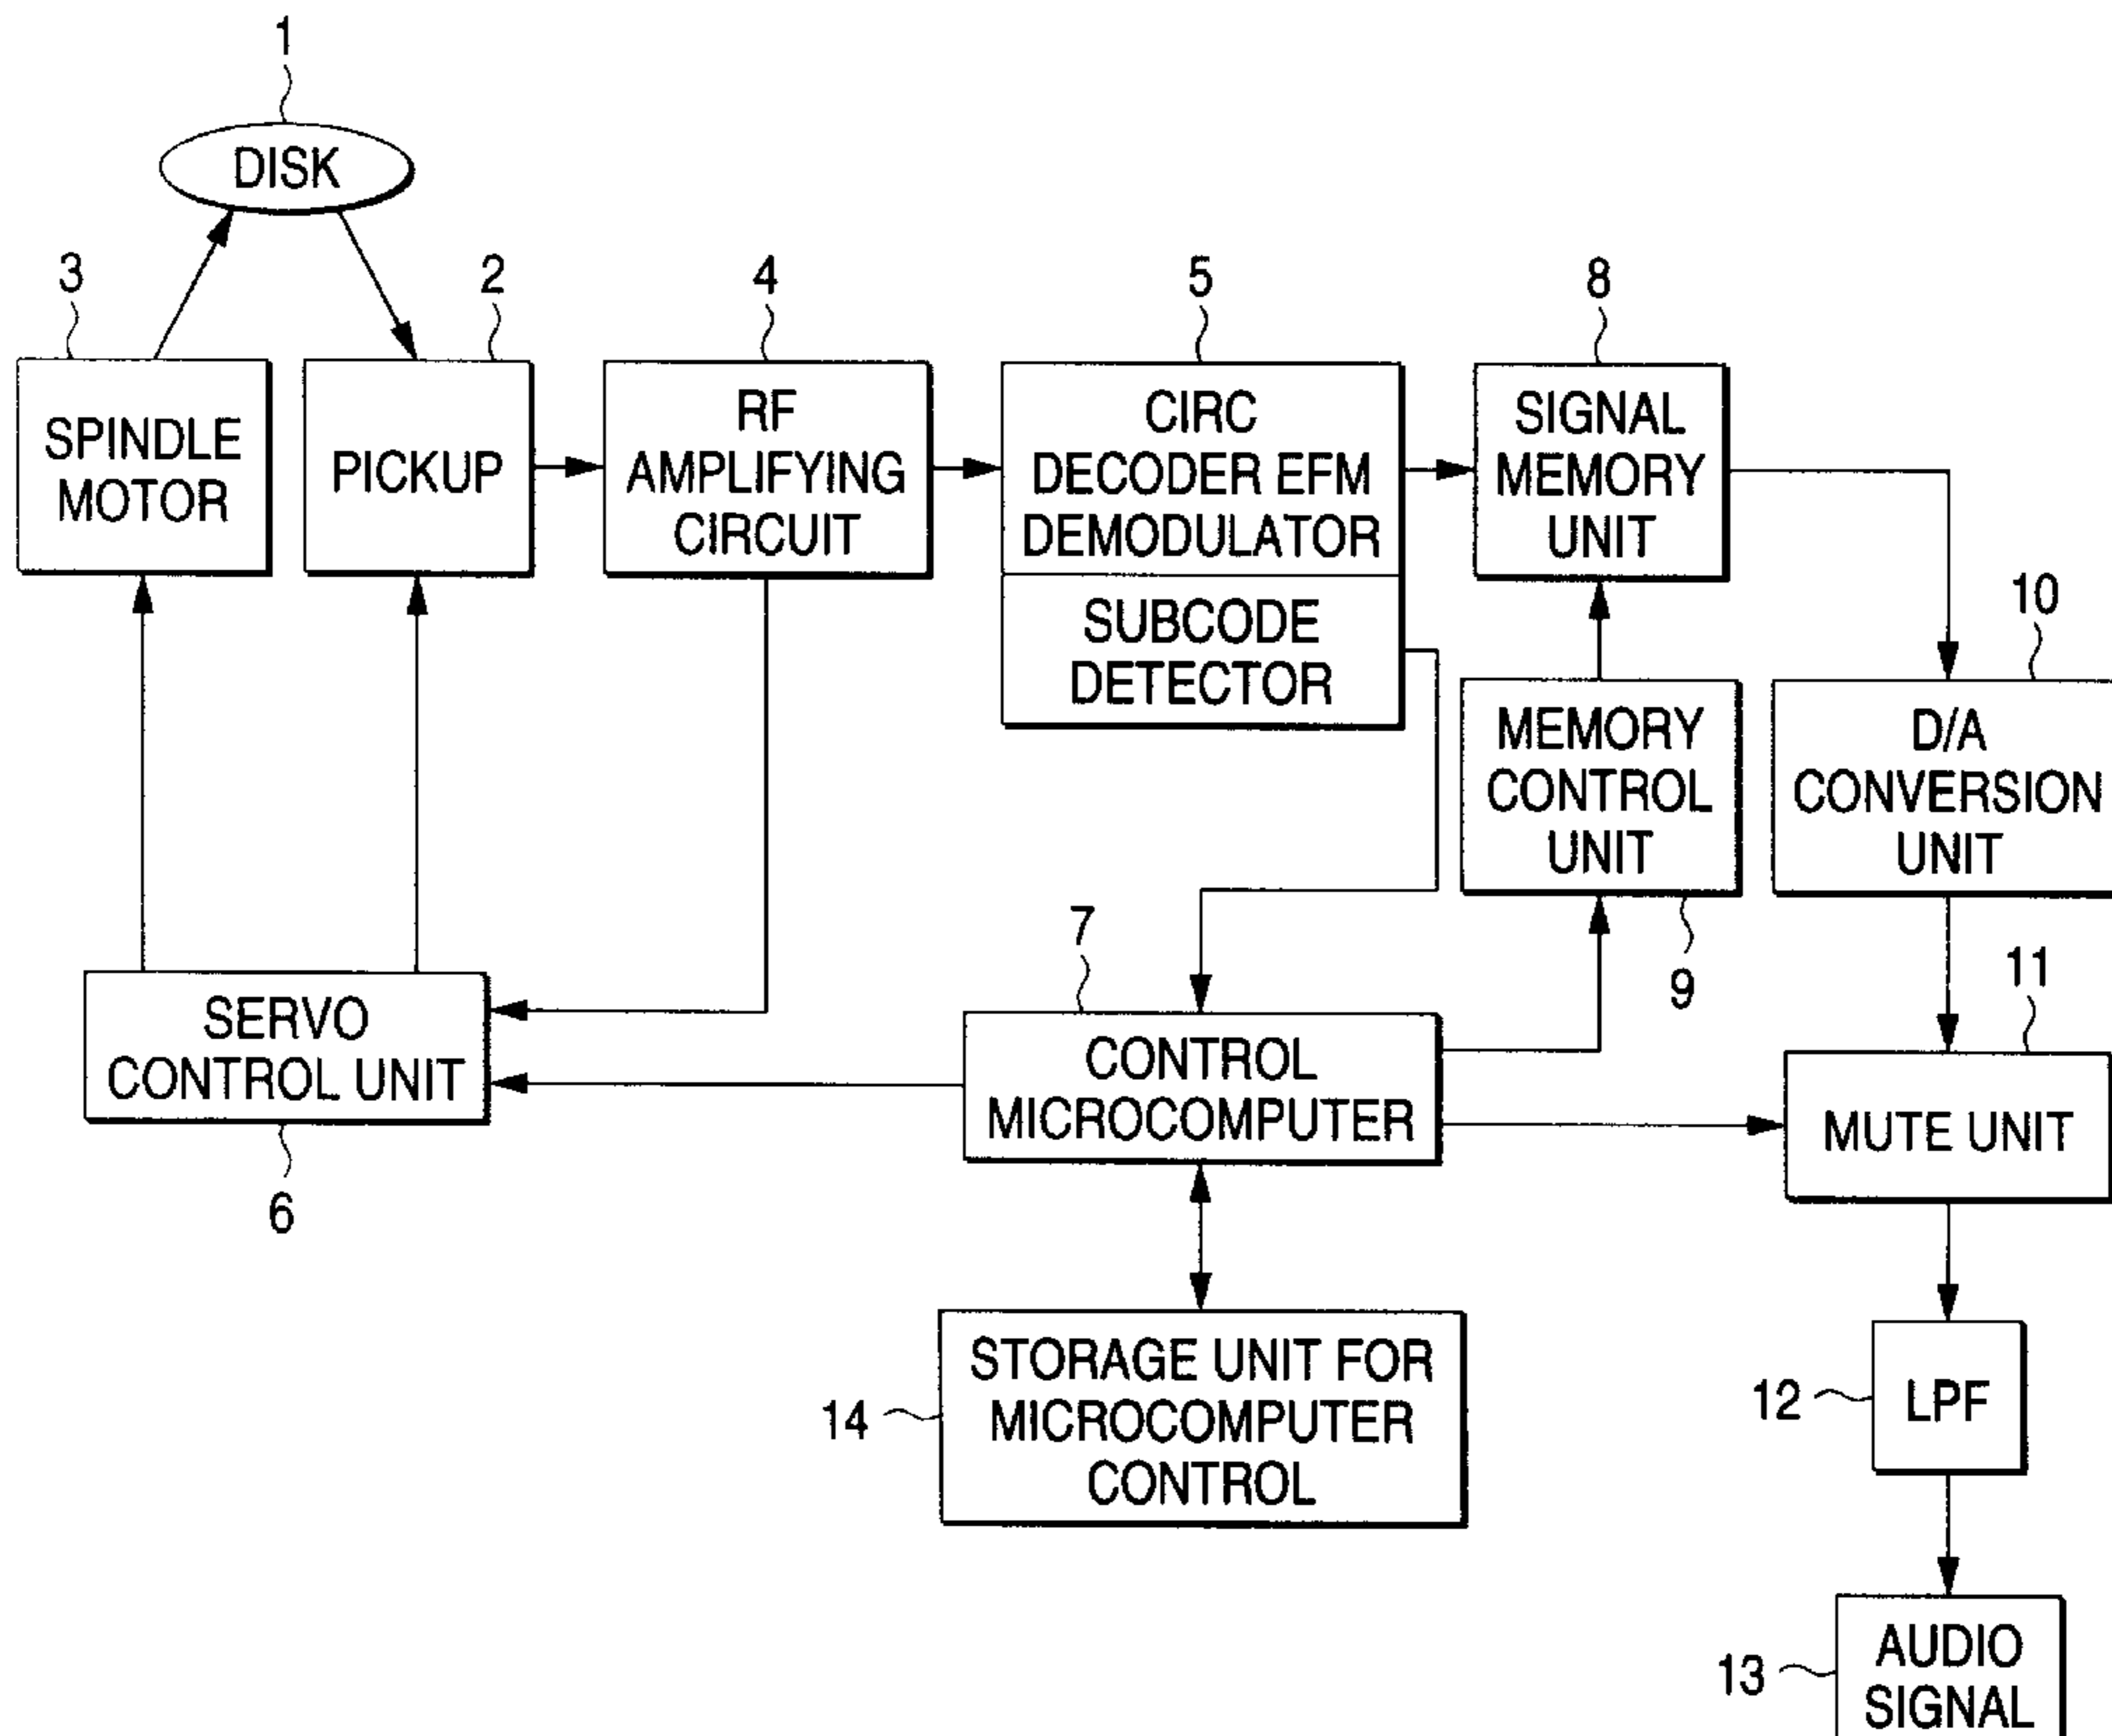 1
DISK
3
2
4
5
8
SPINDLE
MOTOR
PICKUP
RF
AMPLIFYING
CIRCUIT
CIRC
DECODER EFM
DEMODULATOR
SUBCODE
DETECTOR
SIGNAL
MEMORY
UNIT
10
MEMORY
CONTROL
UNIT
9
D/A
CONVERSION
UNIT
7
11
SERVO
CONTROL UNIT
6
CONTROL
MICROCOMPUTER
MUTE UNIT
14
STORAGE UNIT FOR
MICROCOMPUTER
CONTROL
12
LPF
13
AUDIO
SIGNAL